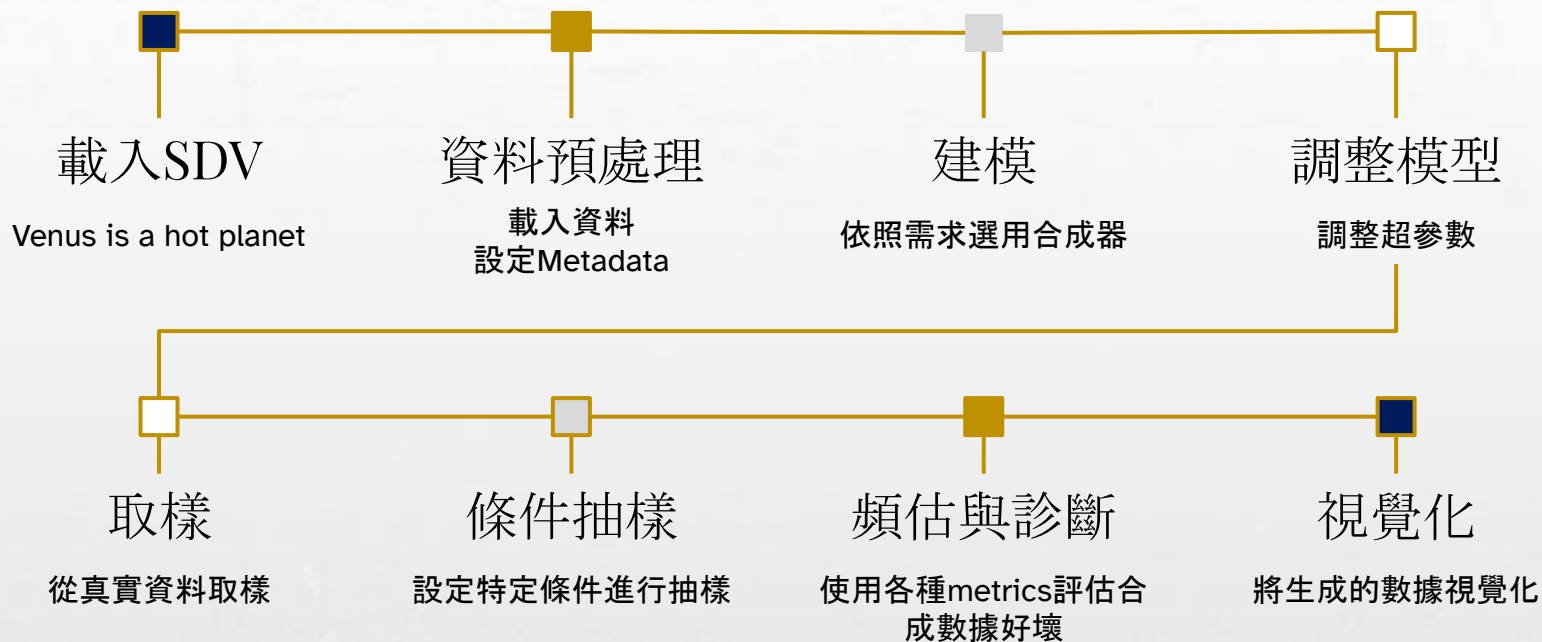 載入SDV
Venus is a hot planet
資料預處理
載入資料
設定Metadata
建模
依照需求選用合成器
調整模型
調整超參數
取樣
從真實資料取樣
條件抽樣
設定特定條件進行抽樣
頻估與診斷
使用各種metrics評估合
成數據好壞
視覺化
將生成的數據視覺化